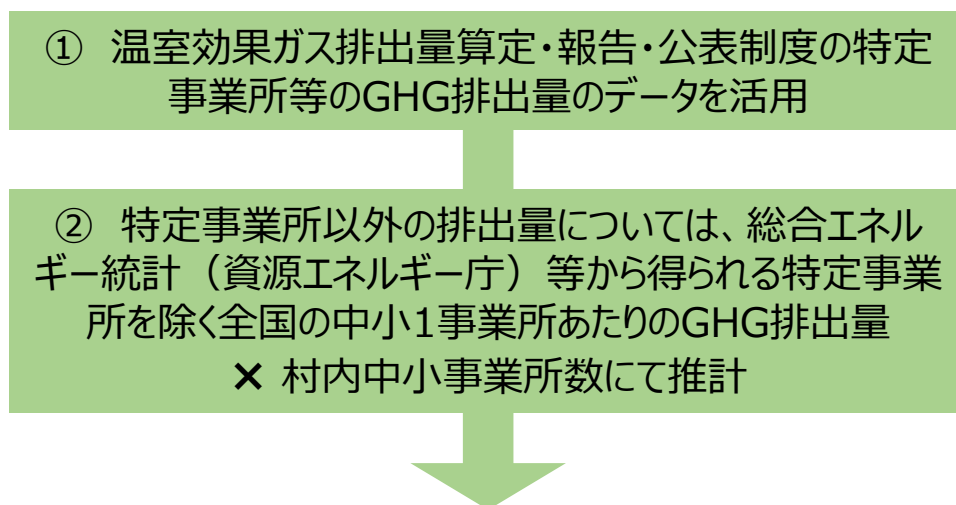 ① 温室効果ガス排出量算定・報告・公表制度の特定
事業所等のGHG排出量のデータを活用
② 特定事業所以外の排出量については、総合エネル
ギー統計（資源エネルギー庁）等から得られる特定事業
所を除く全国の中小1事業所あたりのGHG排出量
× 村内中小事業所数にて推計